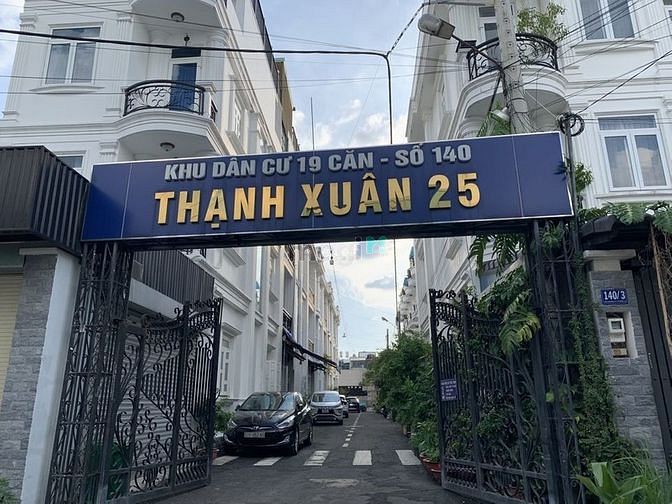 KHU DÂN CƯ 19 CĂN - SỐ 140
THẠNH XUÂN 25
140/3